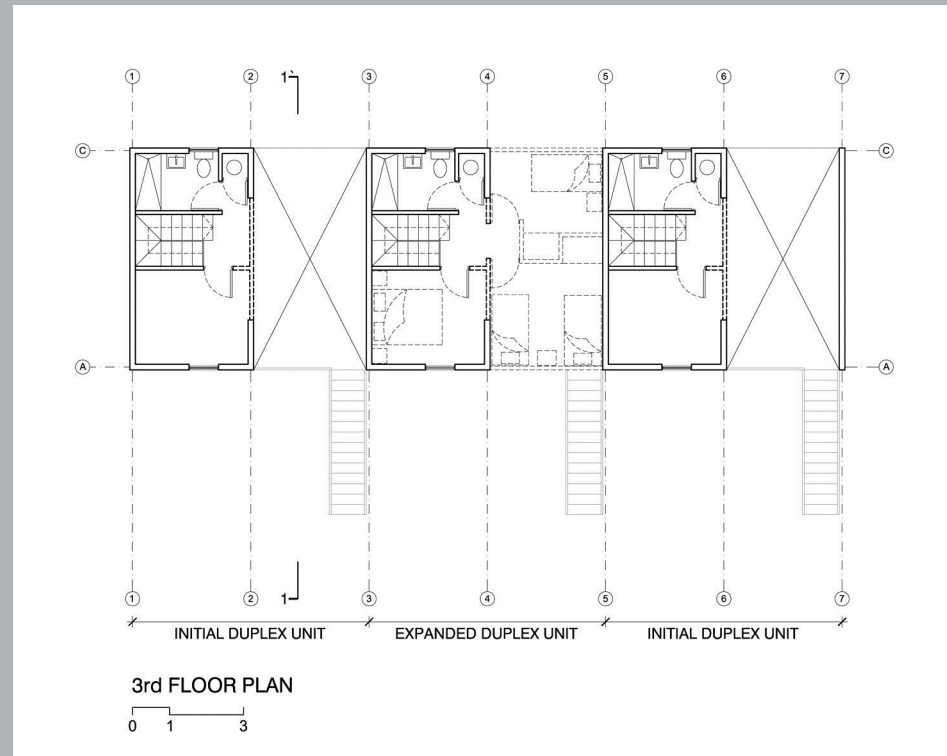 1 2 1` 3 4 5 6 7
C C
A A
1 2 1 3 4 5 6 7
INITIAL DUPLEX UNIT EXPANDED DUPLEX UNIT INITIAL DUPLEX UNIT
3rd FLOOR PLAN
0 1 3